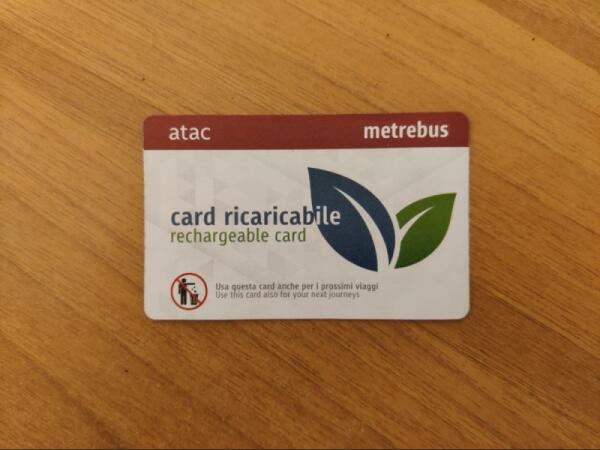 atac metrebus
card ricaricabile
rechargeable card
Usa questa card anche per i prossimi viaggi
Use this card also for your next journeys